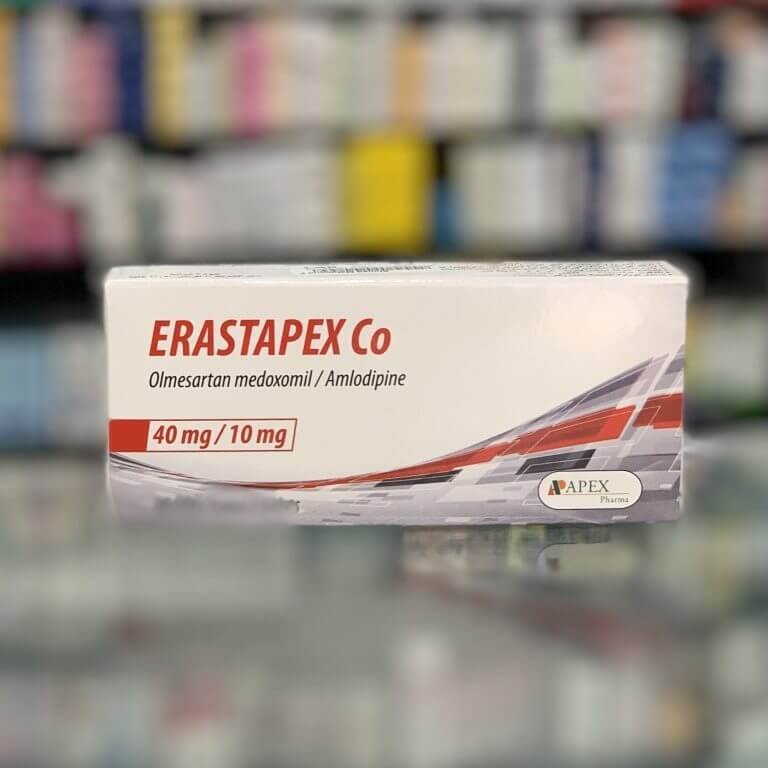 ERASTAPEX Co
Olmesartan medoxomil / Amlodipine
40 mg / 10 mg
APEX
Pharma